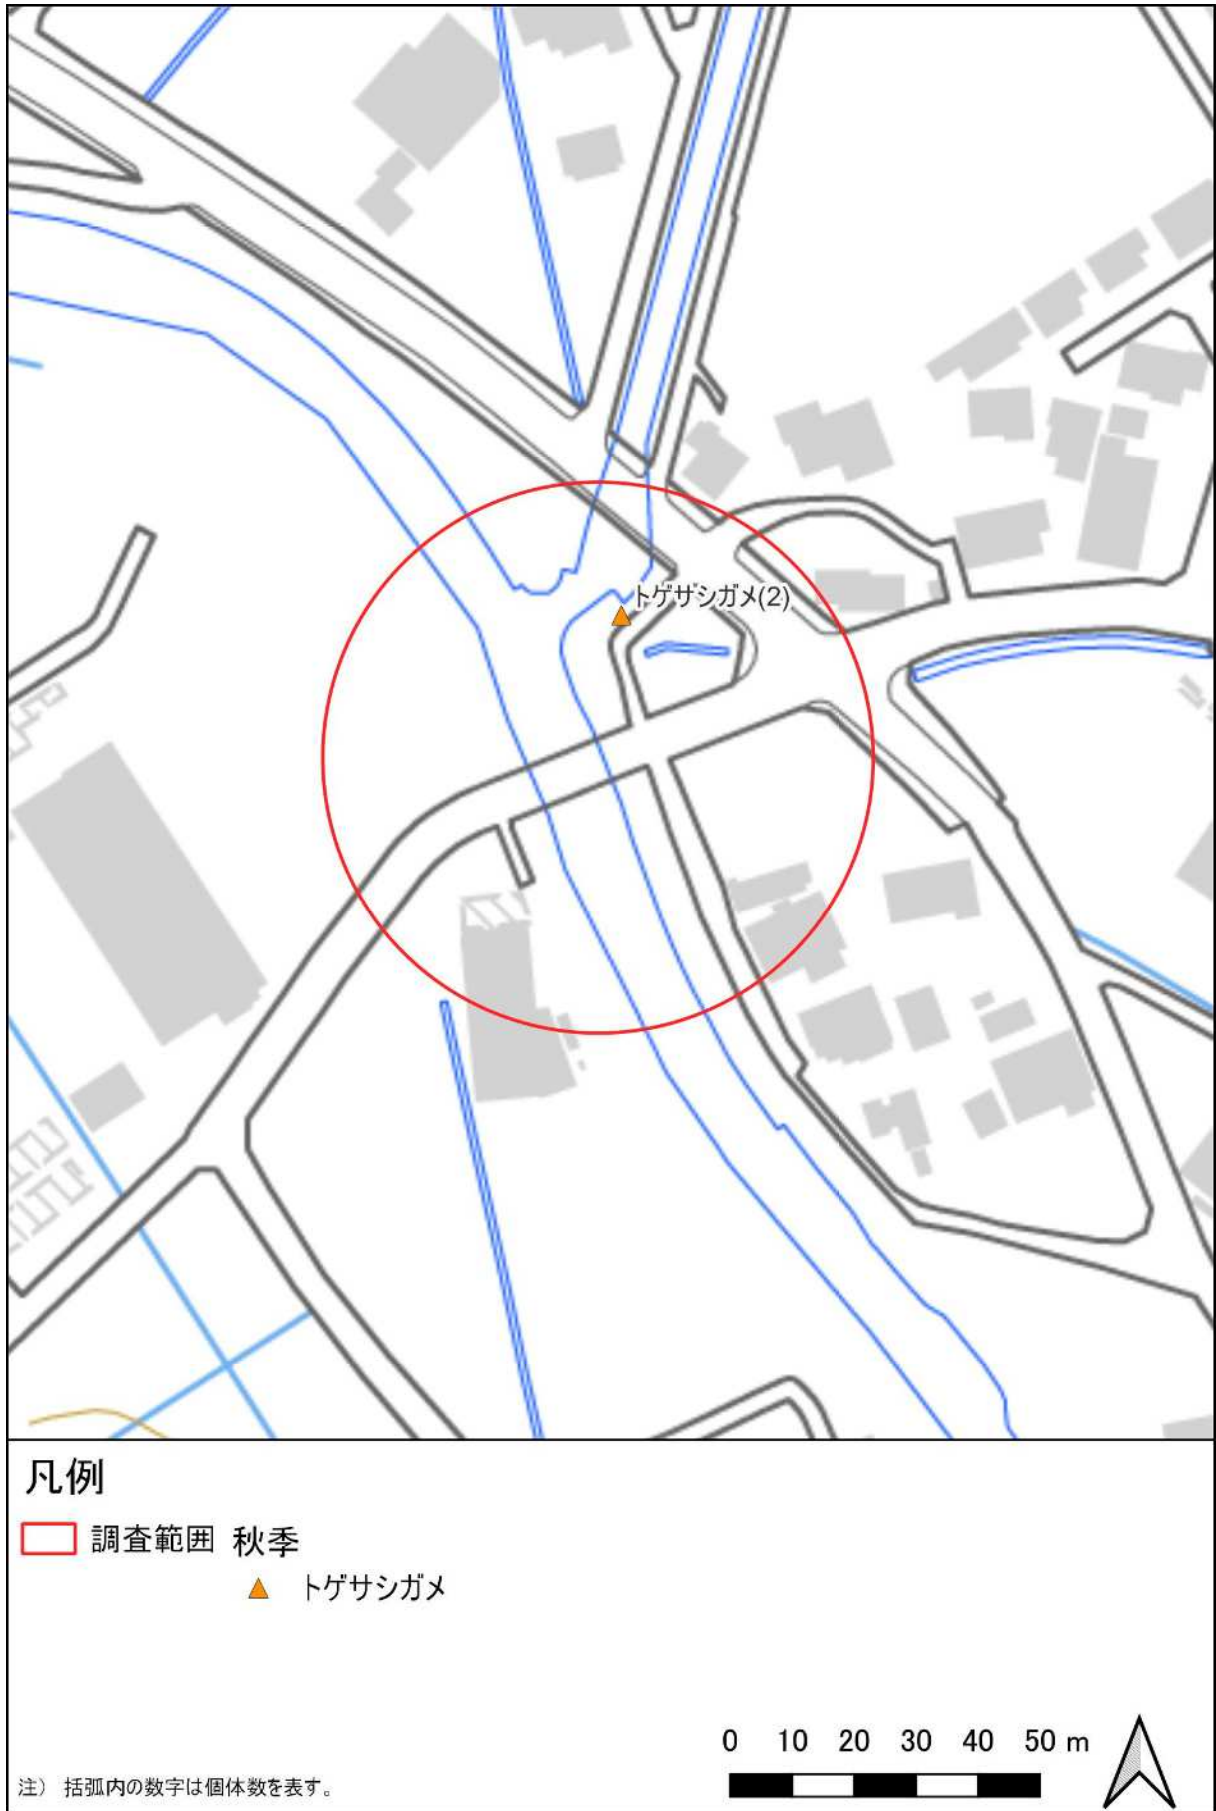 トゲザシガメ(2)
凡例
調査範囲 秋季
トゲサシガメ
0 10 20 30 40 50 m
注） 括弧内の数字は個体数を表す。